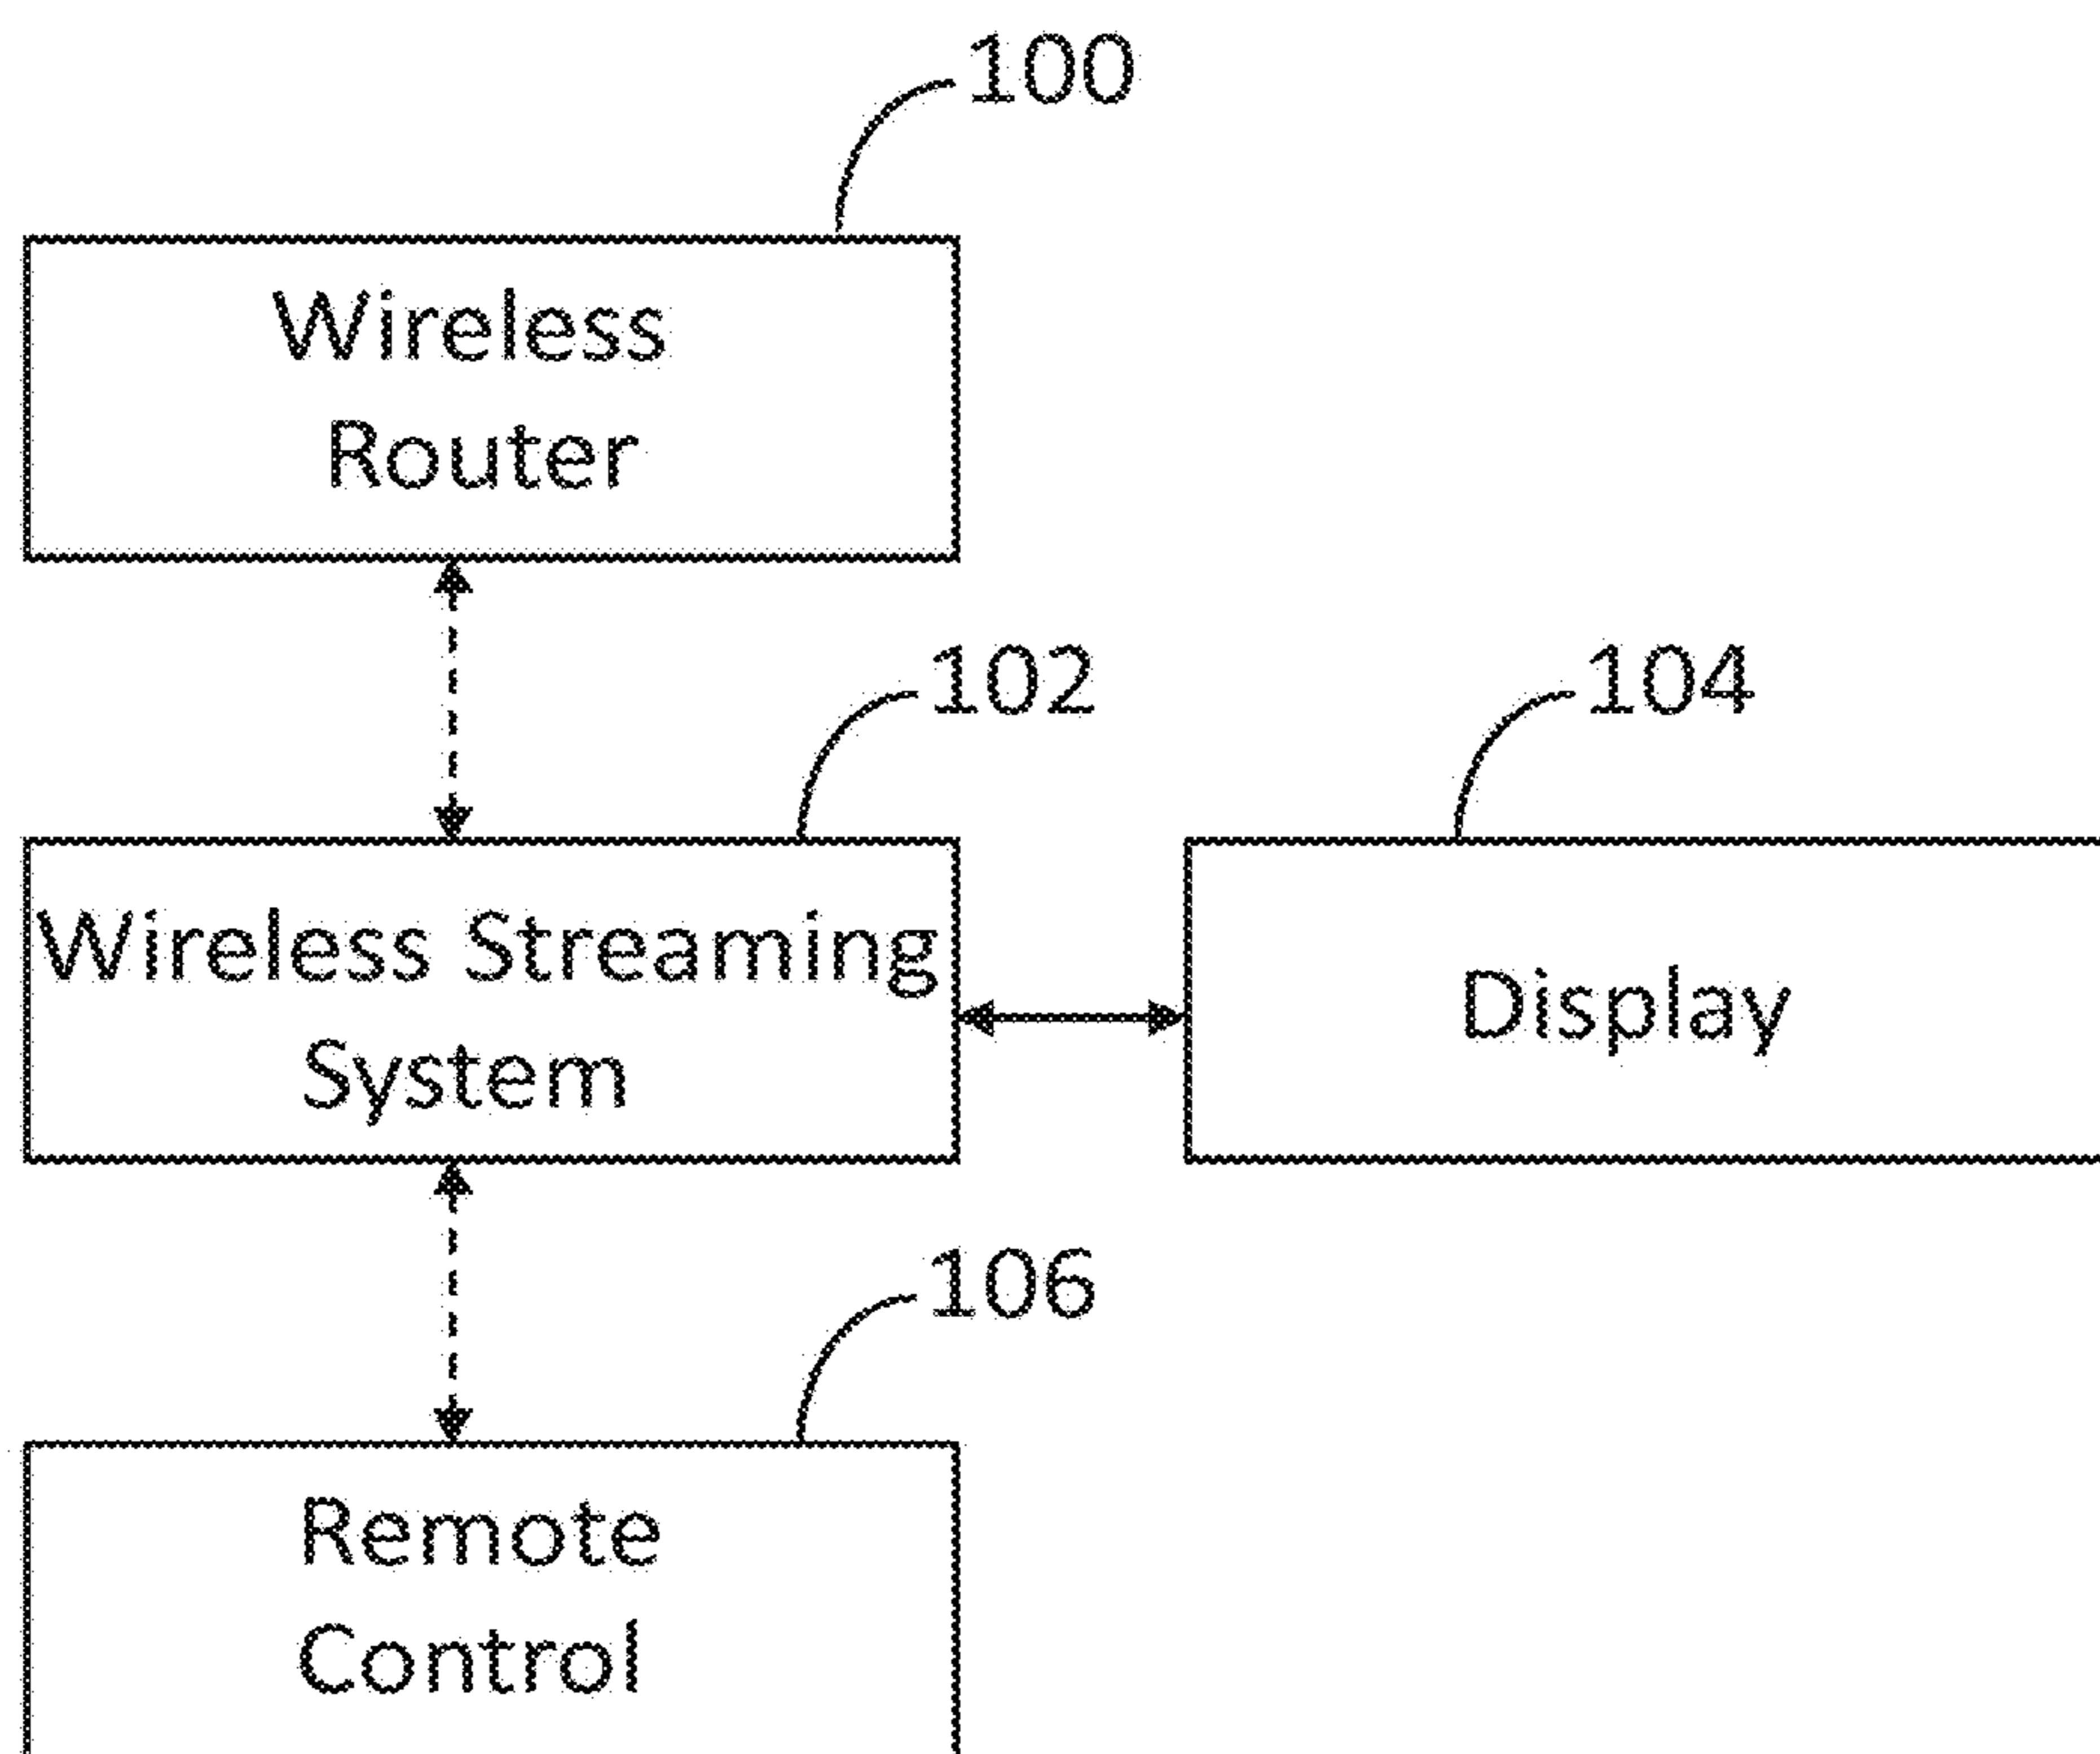 100
Wireless
Router
102
104
Wireless Streaming
System
Display
106
Remote
Control